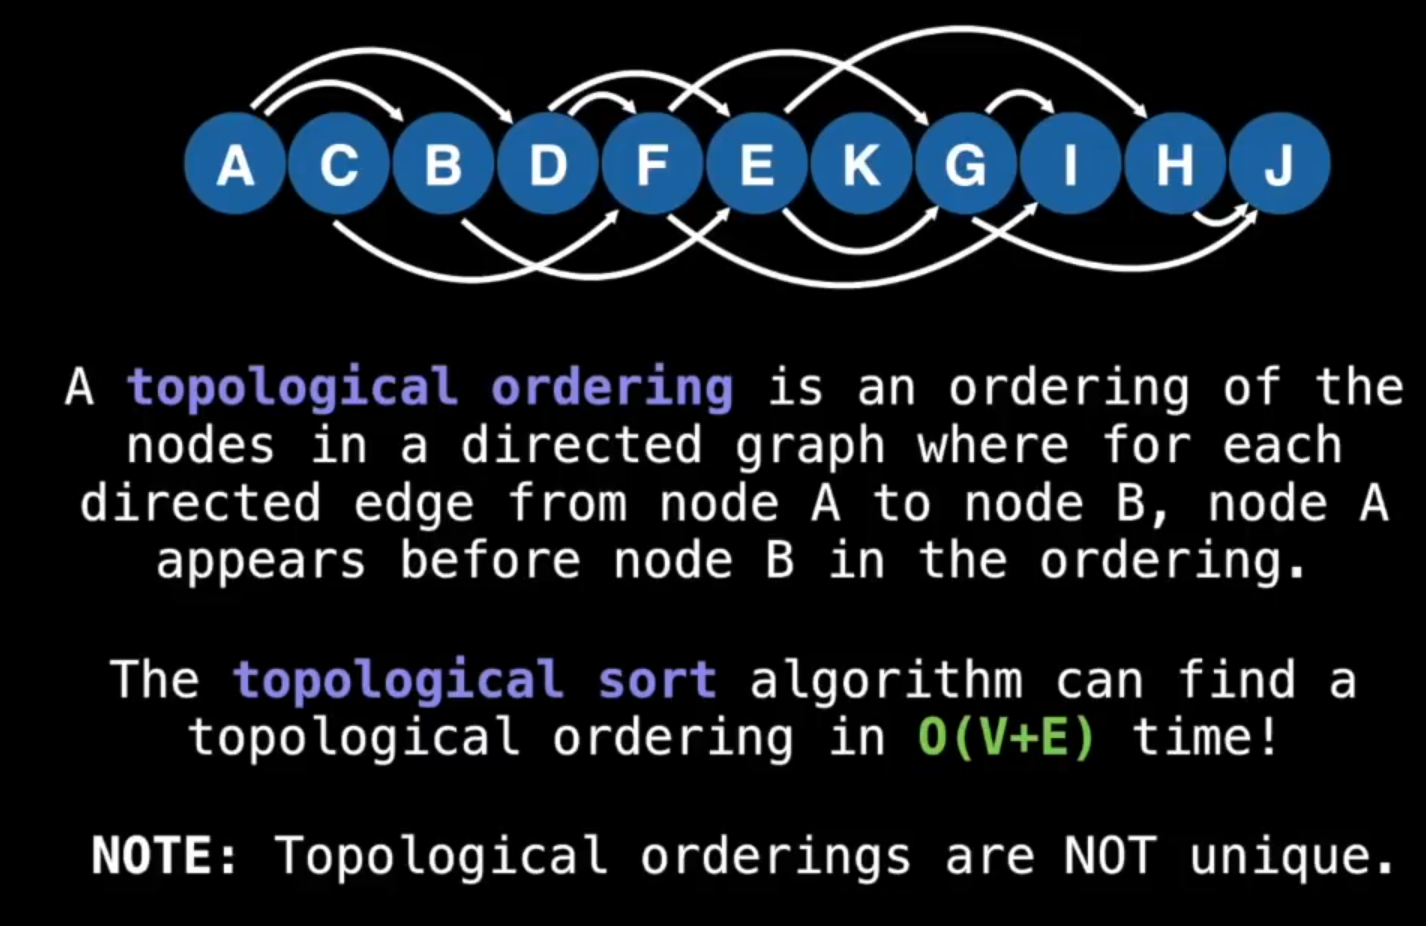 A C B D F E K G I H J
A topological ordering is an ordering of the
nodes in a directed graph where for each
directed edge from node A to node B, node A
appears before node B in the ordering.
The topological sort algorithm can find a
topological ordering in O(V+E) time!
NOTE: Topological orderings are NOT unique.